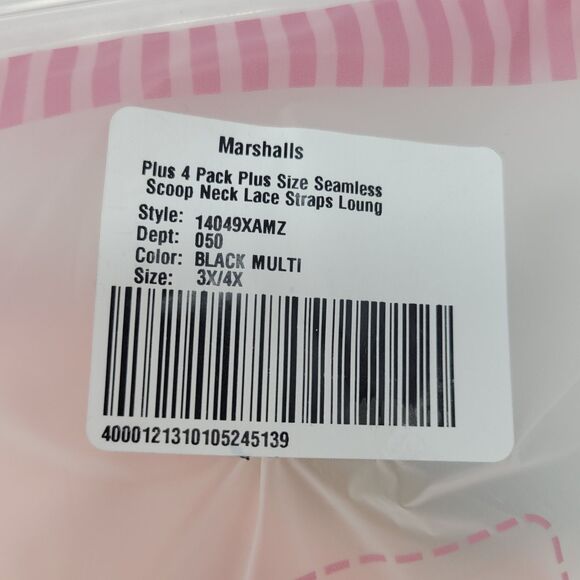 Marshalls
Plus 4 Pack Plus Size Seamless
Scoop Neck Lace Straps Loung
Style: 14049XAMZ
Dept: 050
Color: BLACK MULTI
Size: 3X/4X
4000121310105245139